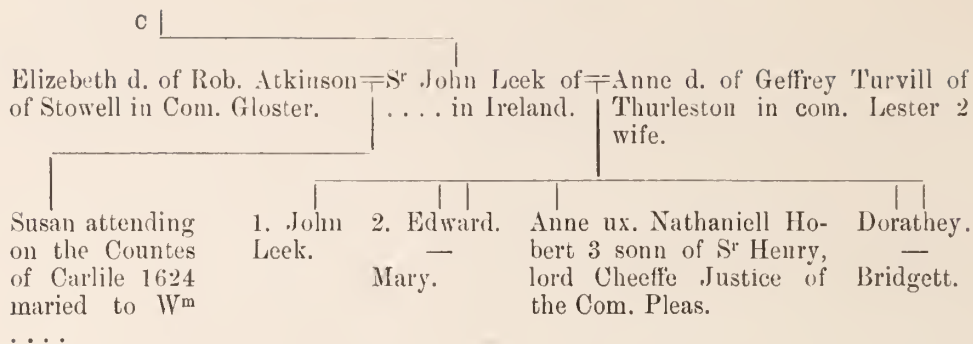 C
Elizebeth d. of Rob. Atkinson
of Stowell in Com. Gloster.
Sʳ John Leek of
. . . . in Ireland.
Anne d. of Geffrey Turvill of
Thurleston in com. Lester 2
wife.
Susan attending
on the Countes
of Carlile 1624
maried to Wᵐ
. . . .
1. John
Leek.
2. Edward.
—
Mary.
Anne ux. Nathaniell Ho-
bert 3 sonn of Sʳ Henry,
lord Cheeffe Justice of
the Com. Pleas.
Dorathey.
—
Bridgett.